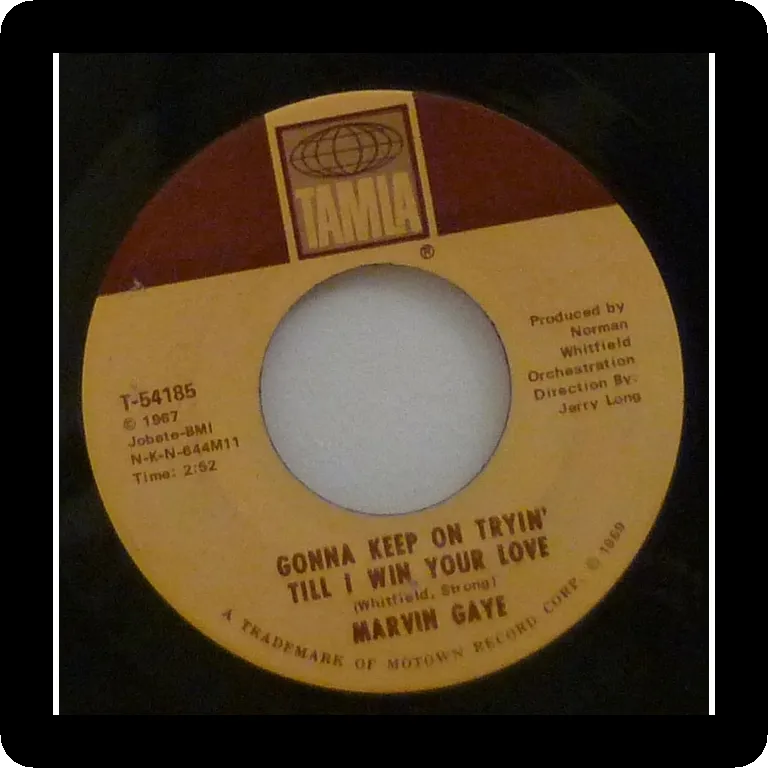 TAMLA
®
T-54185
© 1967
Jobete-BMI
N-K-N-644M11
Time: 2:52
Produced by
Norman
Whitfield
Orchestration
Direction By:
Jerry Long
GONNA KEEP ON TRYIN'
TILL I WIN YOUR LOVE
(Whitfield, Strong)
MARVIN GAYE
A TRADEMARK OF MOTOWN RECORD CORP. © 1969